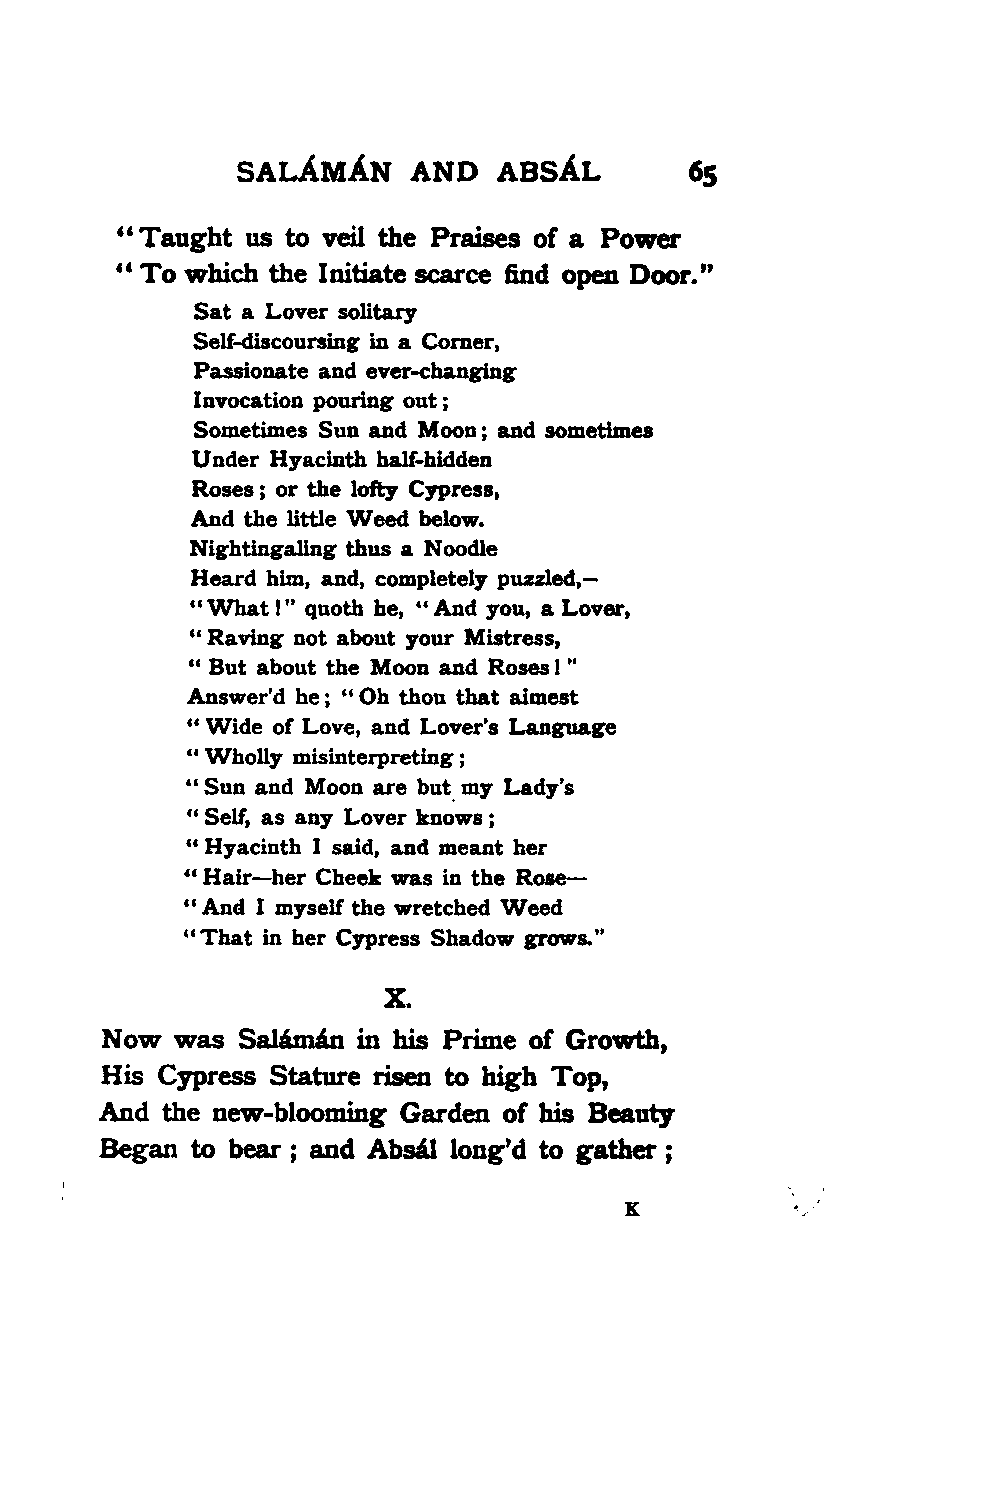 SALÁMÁN AND ABSÁL 65
“Taught us to veil the Praises of a Power
“To which the Initiate scarce find open Door.”
Sat a Lover solitary
Self-discoursing in a Corner,
Passionate and ever-changing
Invocation pouring out;
Sometimes Sun and Moon; and sometimes
Under Hyacinth half-hidden
Roses; or the lofty Cypress,
And the little Weed below.
Nightingaling thus a Noodle
Heard him, and, completely puzzled,—
“What!” quoth he, “And you, a Lover,
“Raving not about your Mistress,
“But about the Moon and Roses!”
Answer'd he; “Oh thou that aimest
“Wide of Love, and Lover's Language
“Wholly misinterpreting;
“Sun and Moon are but my Lady's
“Self, as any Lover knows;
“Hyacinth I said, and meant her
“Hair—her Cheek was in the Rose—
“And I myself the wretched Weed
“That in her Cypress Shadow grows.”
X.
Now was Salámán in his Prime of Growth,
His Cypress Stature risen to high Top,
And the new-blooming Garden of his Beauty
Began to bear; and Absál long'd to gather;
K